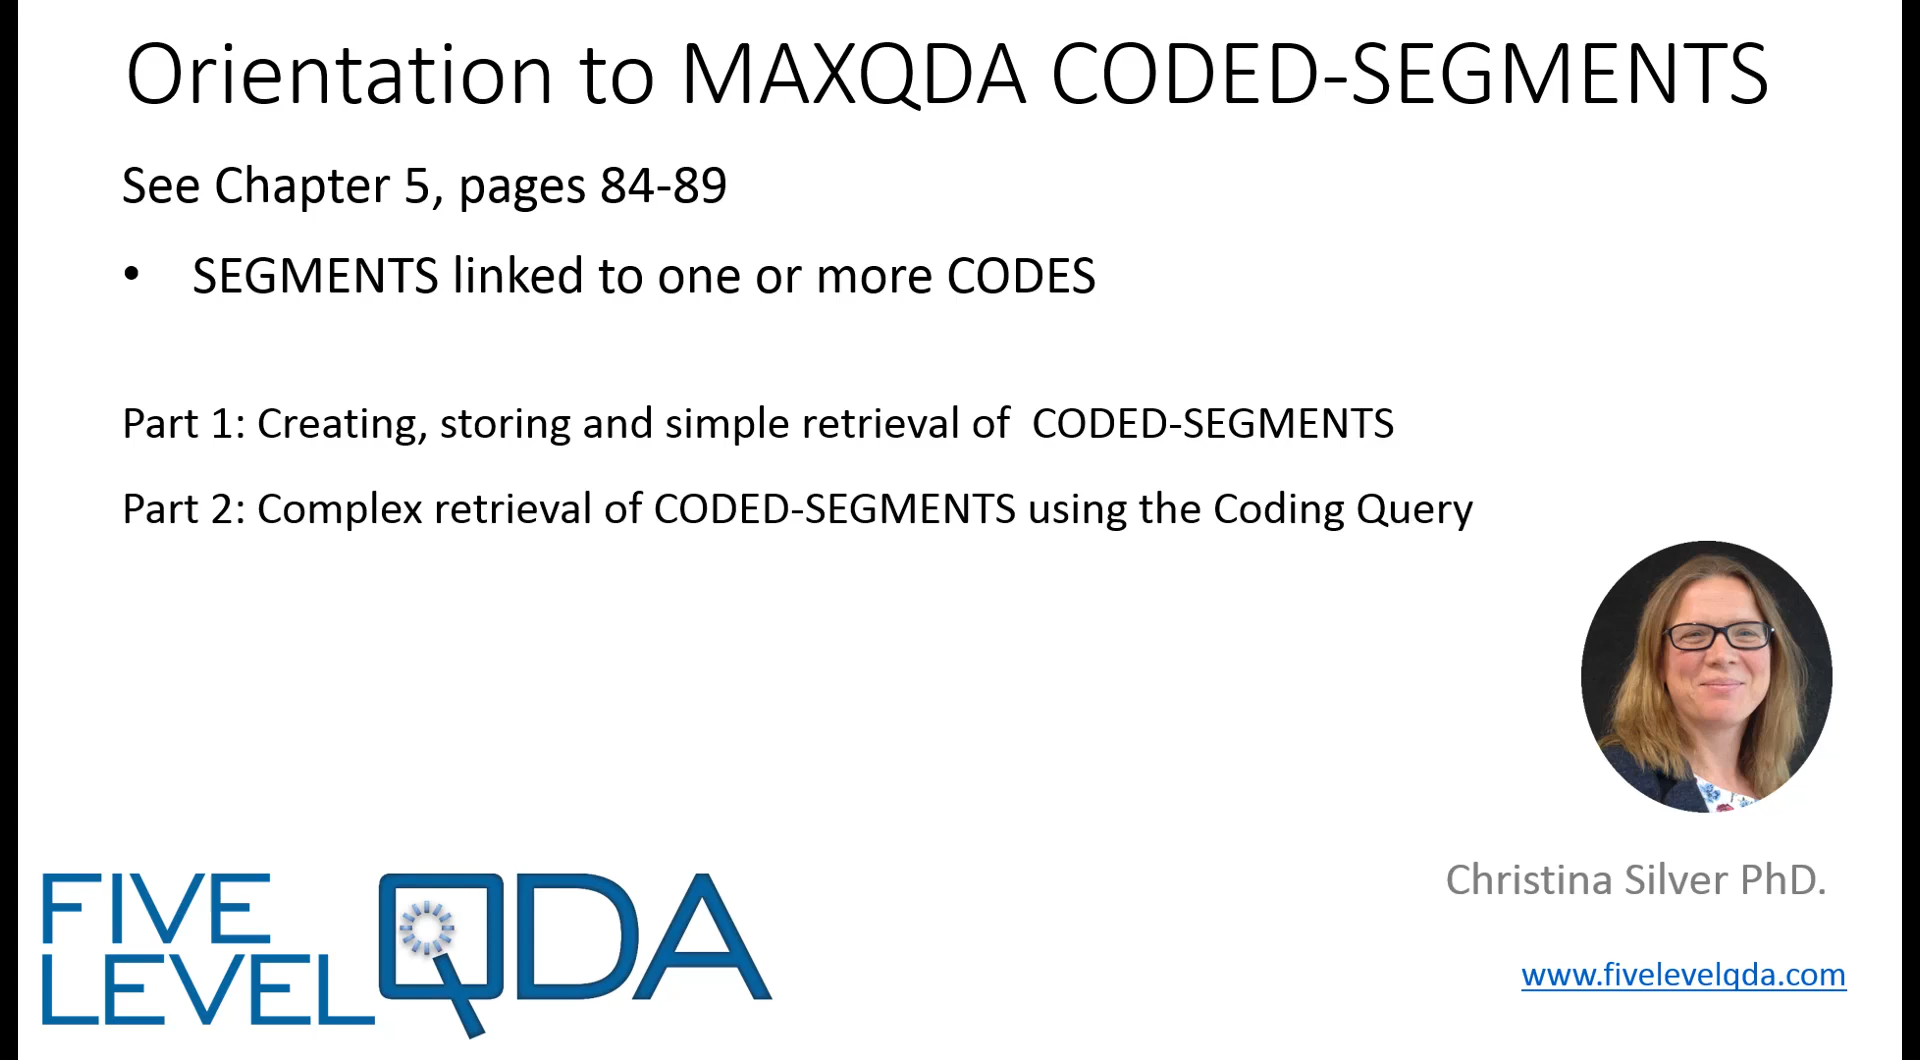 Orientation to MAXQDA CODED-SEGMENTS
See Chapter 5, pages 84-89
• SEGMENTS linked to one or more CODES
Part 1: Creating, storing and simple retrieval of  CODED-SEGMENTS
Part 2: Complex retrieval of CODED-SEGMENTS using the Coding Query
Christina Silver PhD.
www.fivelevelqda.com
FIVE
LEVEL
QDA